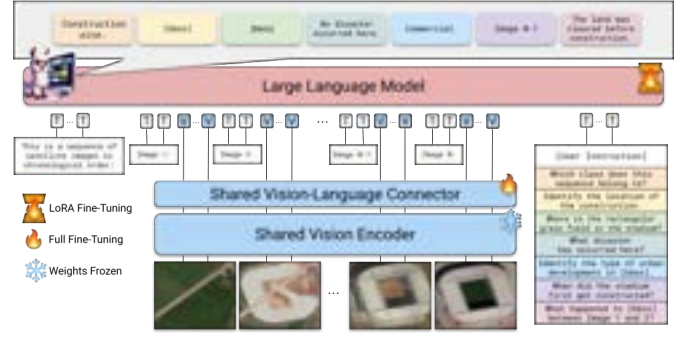 Construction
zone.
[bbox]
[bbox]
No disaster
occurred here.
Commercial
Image N-1
The land was
cleared before
construction.
Large Language Model
T ... T
T T V ... V T T V ... V ... T T V ... V T T V ... V
T ... T
This is a sequence of
satellite images in
chronological order:
Image 1:
Image 2:
Image N-1:
Image N:
[User Instruction]
Shared Vision-Language Connector
Shared Vision Encoder
LoRA Fine-Tuning
Full Fine-Tuning
Weights Frozen
...
Which class does this
sequence belong to?
Identify the location of
the construction.
Where is the rectangular
grass field in the stadium?
What disaster
has occurred here?
Identify the type of urban
development in [bbox].
When did the stadium
first get constructed?
What happened to [bbox]
between Image 1 and 2?